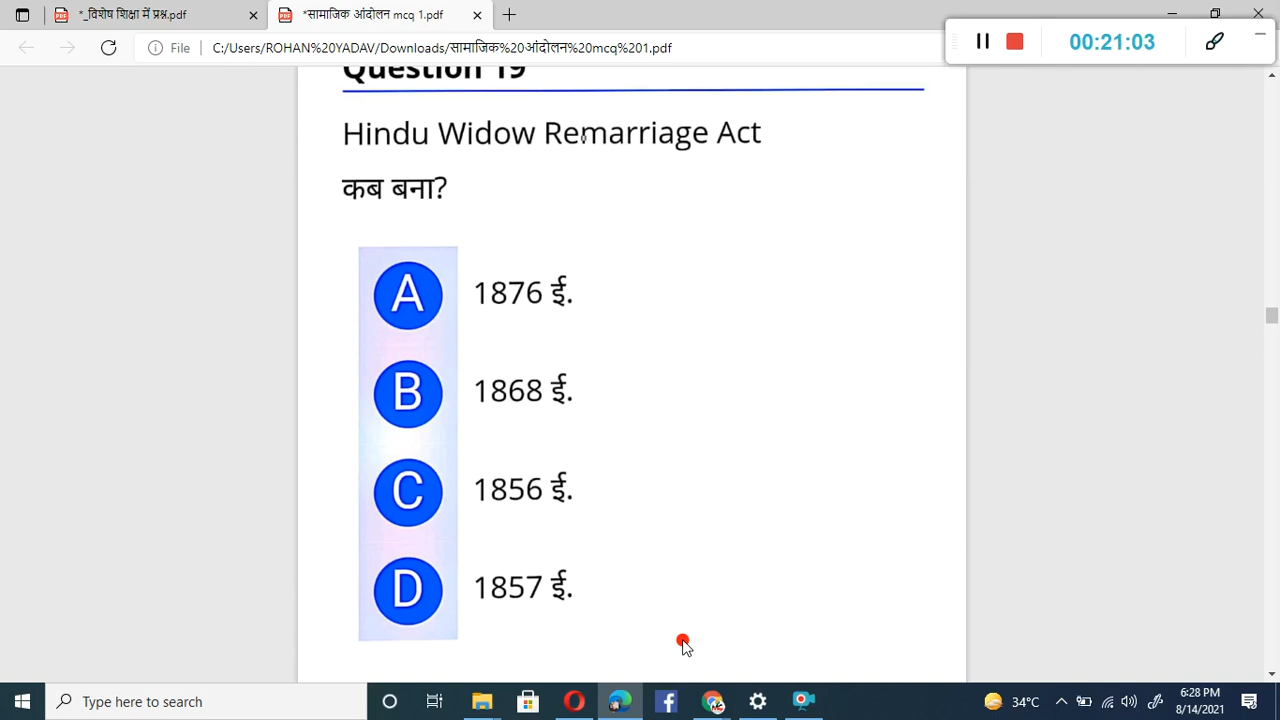 *_विशेष शिक्षा में प्रश्न.pdf
*सामाजिक आंदोलन mcq 1.pdf
File
C:/Users/ROHAN%20YADAV/Downloads/सामाजिक%20आंदोलन%20mcq%201.pdf
00:21:03
Question 19
Hindu Widow Remarriage Act
कब बना?
A 1876 ई.
B 1868 ई.
C 1856 ई.
D 1857 ई.
Type here to search
34°C
6:28 PM
8/14/2021